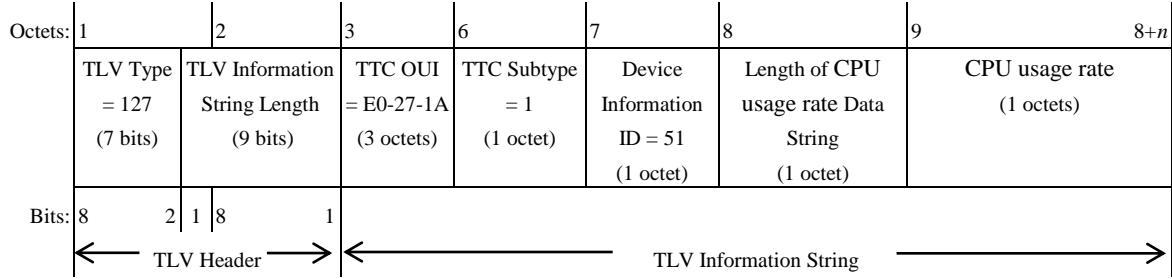 Octets: 1 2 3 6 7 8 9 8+n
TLV Type TLV Information TTC OUI TTC Subtype Device Length of CPU CPU usage rate
= 127 String Length = E0-27-1A = 1 Information usage rate Data (1 octets)
(7 bits) (9 bits) (3 octets) (1 octet) ID = 51 String
(1 octet) (1 octet)
Bits: 8 2 1 8 1
TLV Header TLV Information String